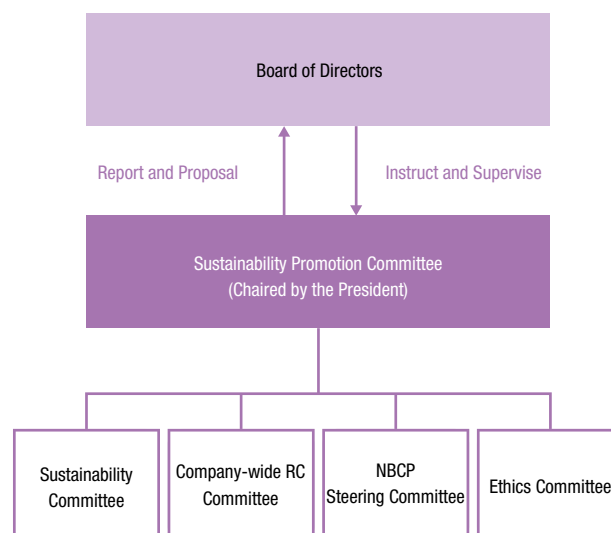 Board of Directors
Report and Proposal
Instruct and Supervise
Sustainability Promotion Committee
(Chaired by the President)
Sustainability
Committee
Company-wide RC
Committee
NBCP
Steering Committee
Ethics Committee